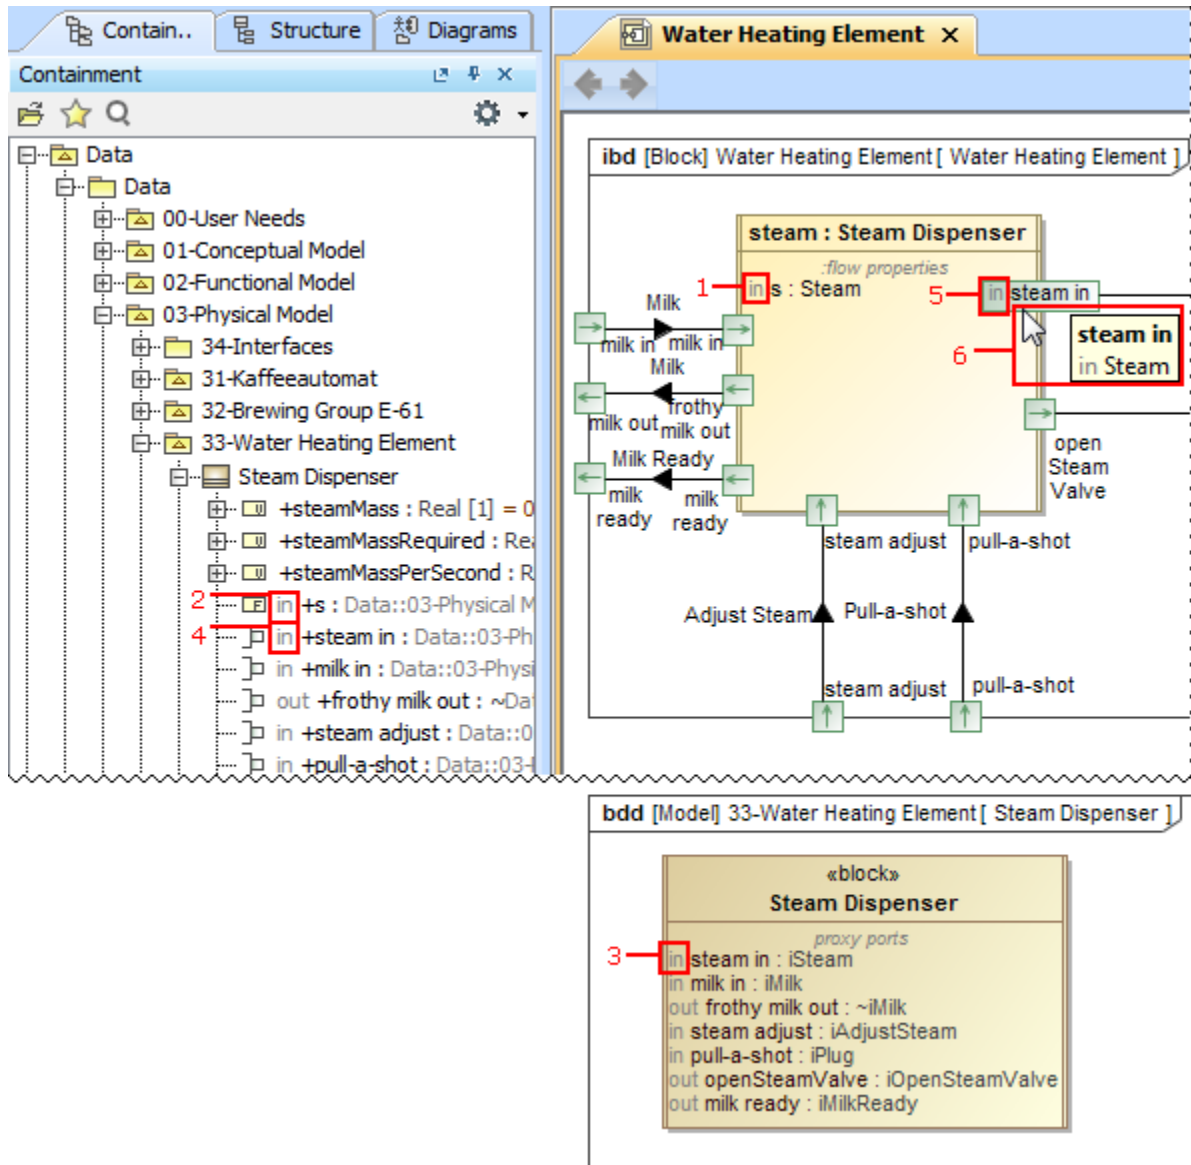 Contain..
Structure
Diagrams
Water Heating Element
Containment
Data
Data
00-User Needs
01-Conceptual Model
02-Functional Model
03-Physical Model
34-Interfaces
31-Kaffeeautomat
32-Brewing Group E-61
33-Water Heating Element
Steam Dispenser
+steamMass : Real [1] = 0
+steamMassRequired : Rea
+steamMassPerSecond : R
2
in +s : Data::03-Physical M
4
in +steam in : Data::03-Ph
in +milk in : Data::03-Physi
out +frothy milk out : ~Dat
in +steam adjust : Data::0
in +pull-a-shot : Data::03-
ibd [Block] Water Heating Element [ Water Heating Element ]
steam : Steam Dispenser
:flow properties
1
in s : Steam
5
in steam in
steam in
in Steam
6
Milk
milk in
milk in
Milk
milk out
frothy
milk out
Milk Ready
milk
ready
milk
ready
open
Steam
Valve
steam adjust
pull-a-shot
Adjust Steam
Pull-a-shot
steam adjust
pull-a-shot
bdd [Model] 33-Water Heating Element [ Steam Dispenser ]
«block»
Steam Dispenser
proxy ports
3
in steam in : iSteam
in milk in : iMilk
out frothy milk out : ~iMilk
in steam adjust : iAdjustSteam
in pull-a-shot : iPlug
out openSteamValve : iOpenSteamValve
out milk ready : iMilkReady